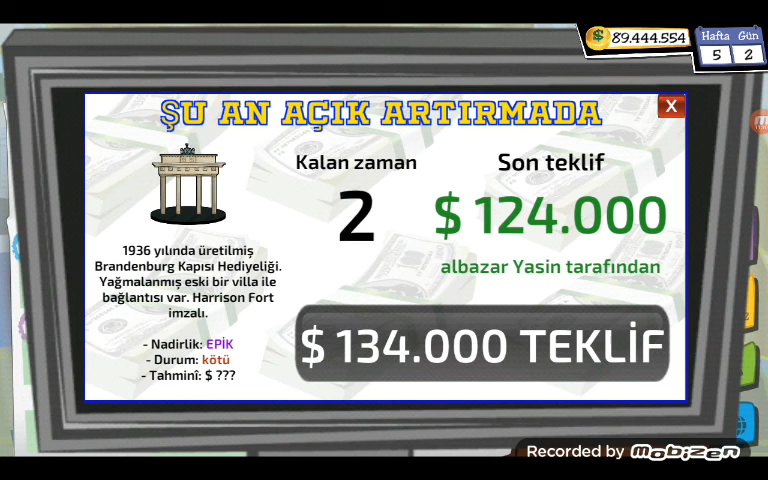 89.444.554
Hafta Gün
5 2
ŞU AN AÇIK ARTIRMADA
X
Kalan zaman
2
Son teklif
$ 124.000
albazar Yasin tarafından
1936 yılında üretilmiş
Brandenburg Kapısı Hediyeliği.
Yağmalanmış eski bir villa ile
bağlantısı var. Harrison Fort
imzalı.
- Nadirlik: EPİK
- Durum: kötü
- Tahminî: $ ???
$ 134.000 TEKLİF
Recorded by mobizen